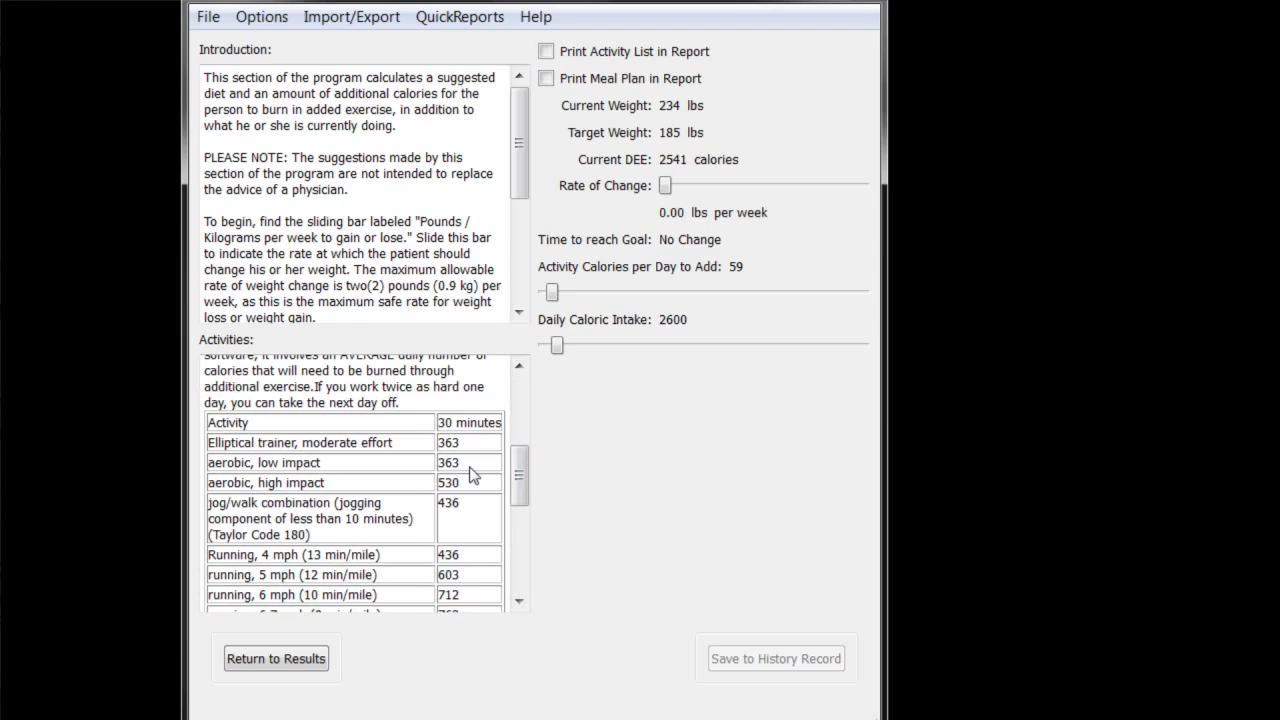 File Options Import/Export QuickReports Help
Introduction:
This section of the program calculates a suggested
diet and an amount of additional calories for the
person to burn in added exercise, in addition to
what he or she is currently doing.
PLEASE NOTE: The suggestions made by this
section of the program are not intended to replace
the advice of a physician.
To begin, find the sliding bar labeled "Pounds /
Kilograms per week to gain or lose." Slide this bar
to indicate the rate at which the patient should
change his or her weight. The maximum allowable
rate of weight change is two(2) pounds (0.9 kg) per
week, as this is the maximum safe rate for weight
loss or weight gain.
Activities:
software, it involves an AVERAGE daily number of
calories that will need to be burned through
additional exercise.If you work twice as hard one
day, you can take the next day off.
Activity 30 minutes
Elliptical trainer, moderate effort 363
aerobic, low impact 363
aerobic, high impact 530
jog/walk combination (jogging 436
component of less than 10 minutes)
(Taylor Code 180)
Running, 4 mph (13 min/mile) 436
running, 5 mph (12 min/mile) 603
running, 6 mph (10 min/mile) 712
Print Activity List in Report
Print Meal Plan in Report
Current Weight: 234 lbs
Target Weight: 185 lbs
Current DEE: 2541 calories
Rate of Change:
0.00 lbs per week
Time to reach Goal: No Change
Activity Calories per Day to Add: 59
Daily Caloric Intake: 2600
Return to Results
Save to History Record